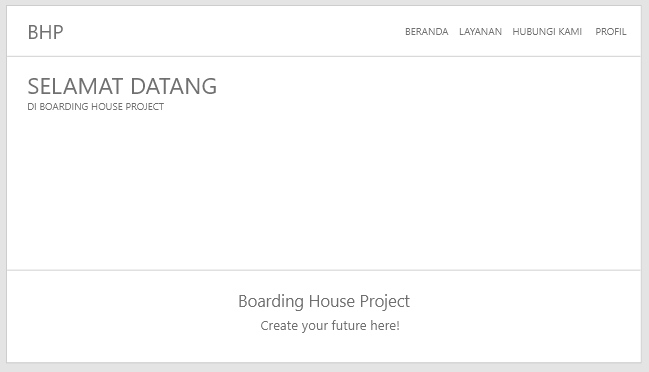 BHP
BERANDA LAYANAN HUBUNGI KAMI PROFIL
SELAMAT DATANG
DI BOARDING HOUSE PROJECT
Boarding House Project
Create your future here!